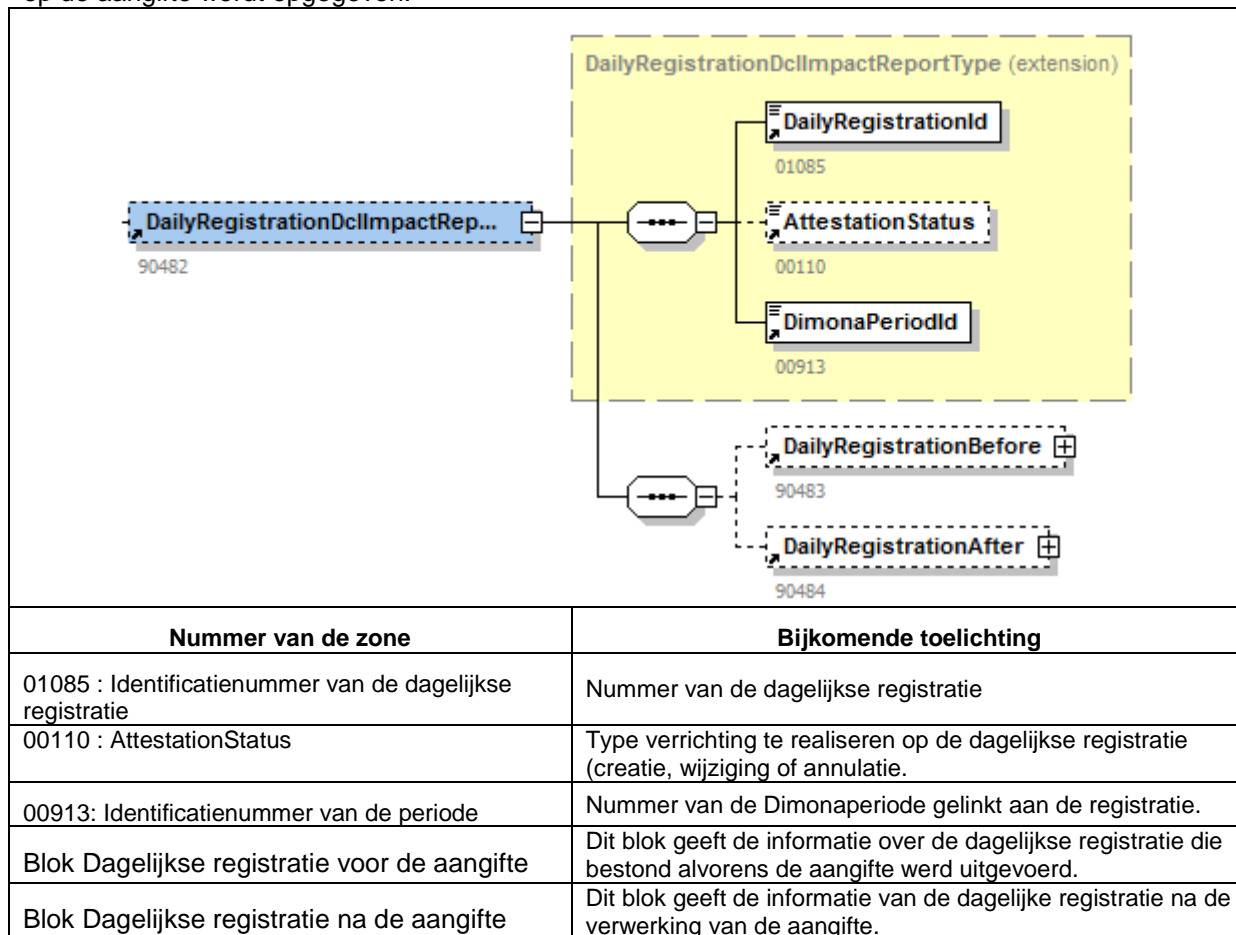 op de aangifte wordt opgegeven.
DailyRegistrationDclImpactReportType (extension)
DailyRegistrationId
01085
DailyRegistrationDclImpactRep...
90482
AttestationStatus
00110
DimonaPeriodId
00913
DailyRegistrationBefore
90483
DailyRegistrationAfter
90484
Nummer van de zone
Bijkomende toelichting
01085 : Identificatienummer van de dagelijkse
registratie
Nummer van de dagelijkse registratie
00110 : AttestationStatus
Type verrichting te realiseren op de dagelijkse registratie
(creatie, wijziging of annulatie.
00913: Identificatienummer van de periode
Nummer van de Dimonaperiode gelinkt aan de registratie.
Blok Dagelijkse registratie voor de aangifte
Dit blok geeft de informatie over de dagelijkse registratie die
bestond alvorens de aangifte werd uitgevoerd.
Blok Dagelijkse registratie na de aangifte
Dit blok geeft de informatie van de dagelijke registratie na de
verwerking van de aangifte.